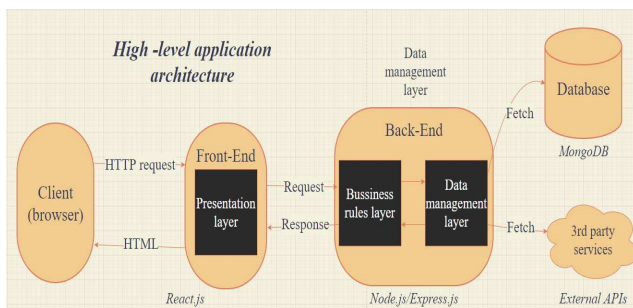 High -level application
architecture
Data
management
layer
Database
MongoDB
Fetch
Back-End
Front-End
HTTP request
Client
(browser)
Presentation
layer
Request
Response
Bussiness
rules layer
Data
management
layer
HTML
Fetch
3rd party
services
React.js
Node.js/Express.js
External APIs